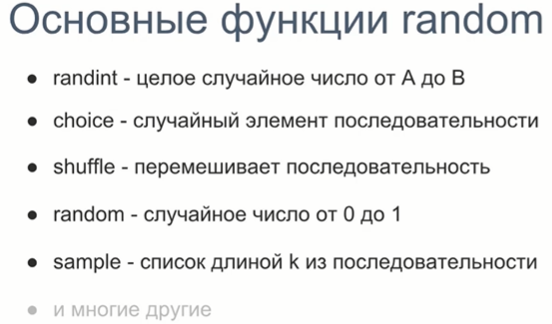 Основные функции random
● randint - целое случайное число от A до B
● choice - случайный элемент последовательности
● shuffle - перемешивает последовательность
● random - случайное число от 0 до 1
● sample - список длиной k из последовательности
● и многие другие